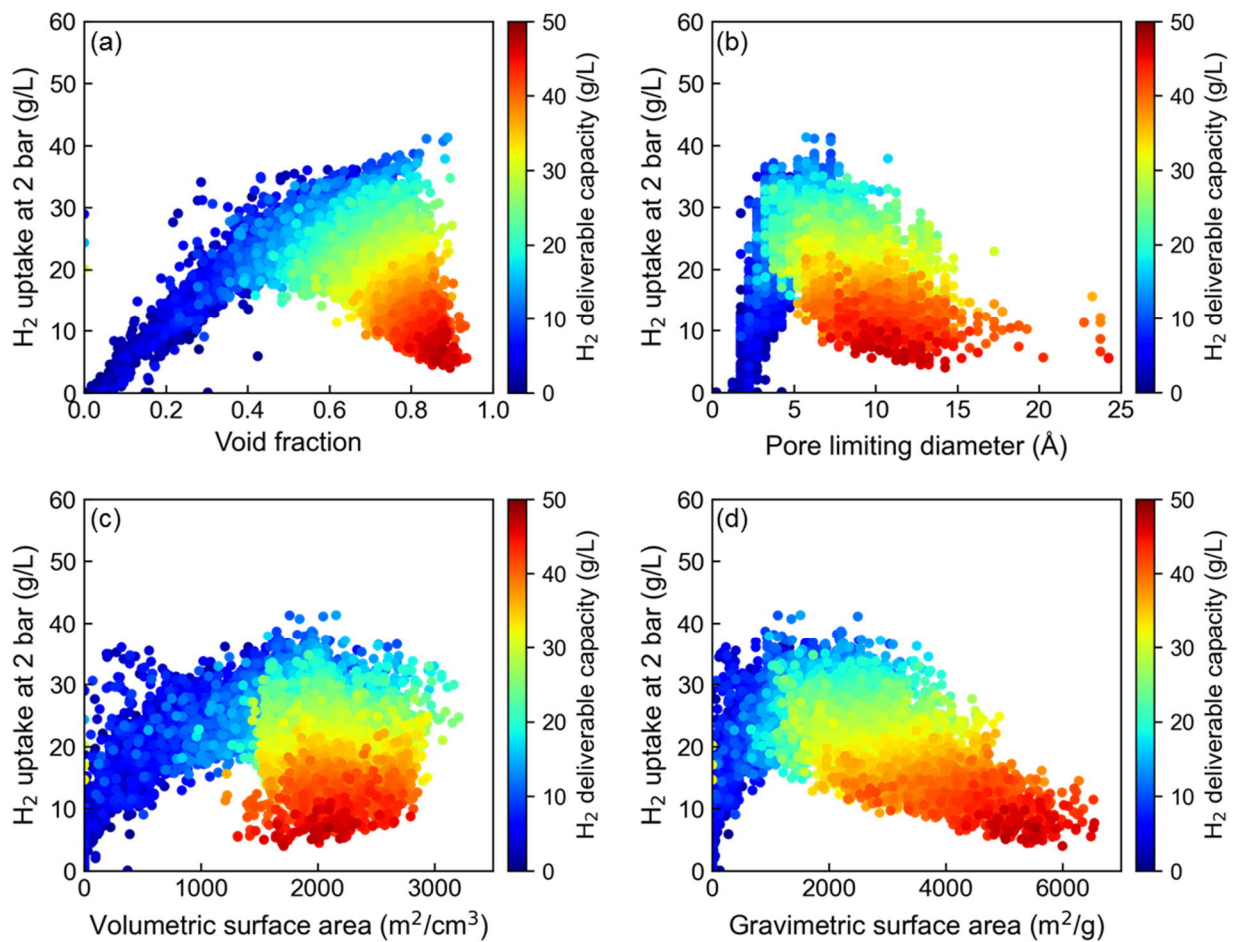 (a)
H₂ uptake at 2 bar (g/L)
60
50
40
30
20
10
0
0.0 0.2 0.4 0.6 0.8 1.0
Void fraction
50
40
30
20
10
0
H₂ deliverable capacity (g/L)
(b)
H₂ uptake at 2 bar (g/L)
60
50
40
30
20
10
0
0 5 10 15 20 25
Pore limiting diameter (Å)
50
40
30
20
10
0
H₂ deliverable capacity (g/L)
(c)
H₂ uptake at 2 bar (g/L)
60
50
40
30
20
10
0
0 1000 2000 3000
Volumetric surface area (m²/cm³)
50
40
30
20
10
0
H₂ deliverable capacity (g/L)
(d)
H₂ uptake at 2 bar (g/L)
60
50
40
30
20
10
0
0 2000 4000 6000
Gravimetric surface area (m²/g)
50
40
30
20
10
0
H₂ deliverable capacity (g/L)